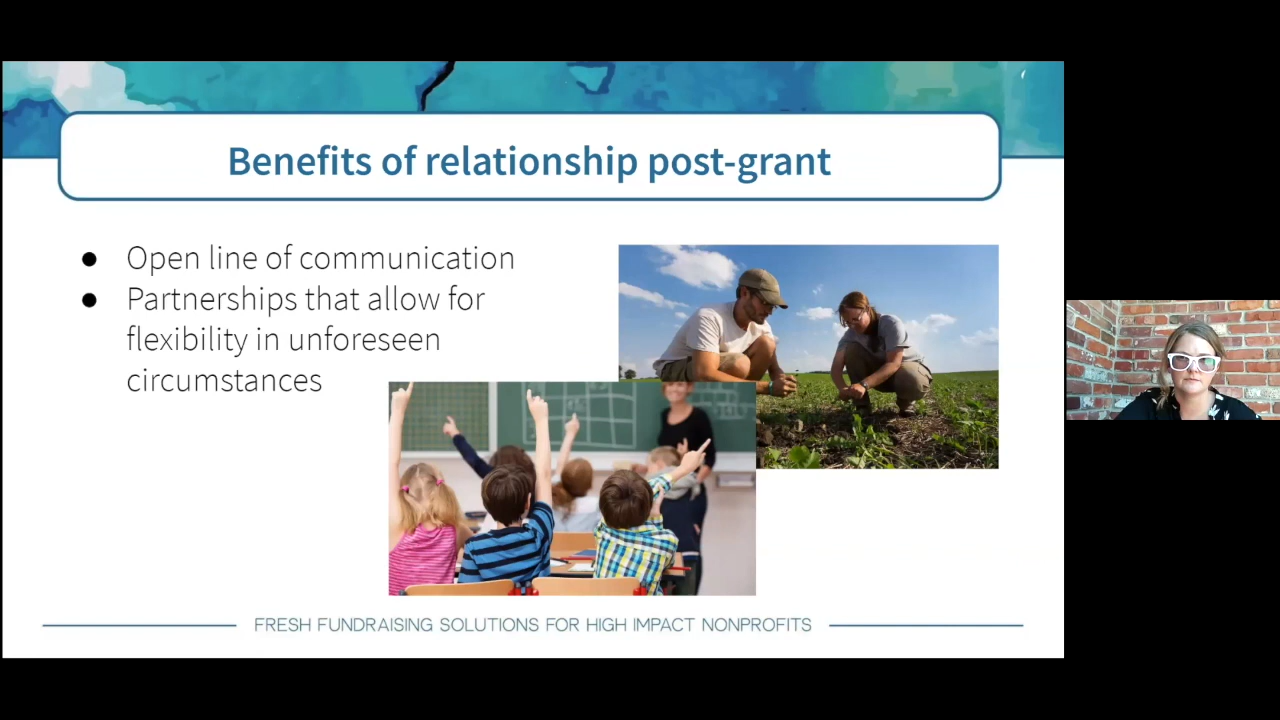 Benefits of relationship post-grant
● Open line of communication
● Partnerships that allow for
flexibility in unforeseen
circumstances
FRESH FUNDRAISING SOLUTIONS FOR HIGH IMPACT NONPROFITS